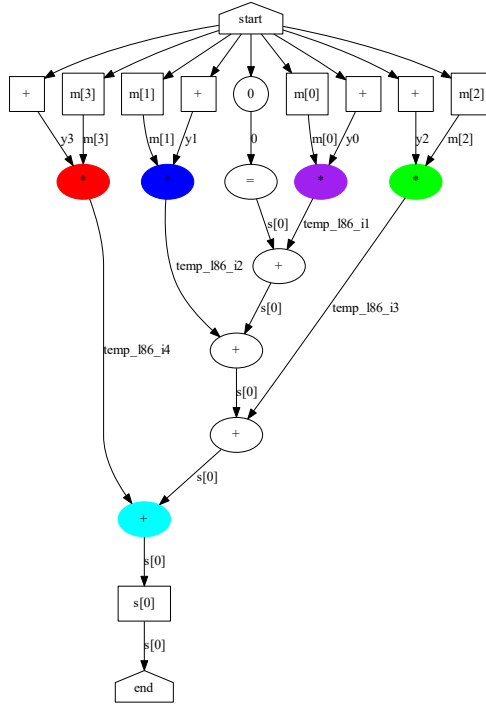 start
+ m[3] m[1] + 0 m[0] + + m[2]
y3 m[3] m[1] y1 0 m[0] y0 y2 m[2]
* * = * *
s[0] temp_l86_i1
+
temp_l86_i2 s[0] temp_l86_i3
+
temp_l86_i4 s[0]
+
s[0]
+
s[0]
s[0]
s[0]
end